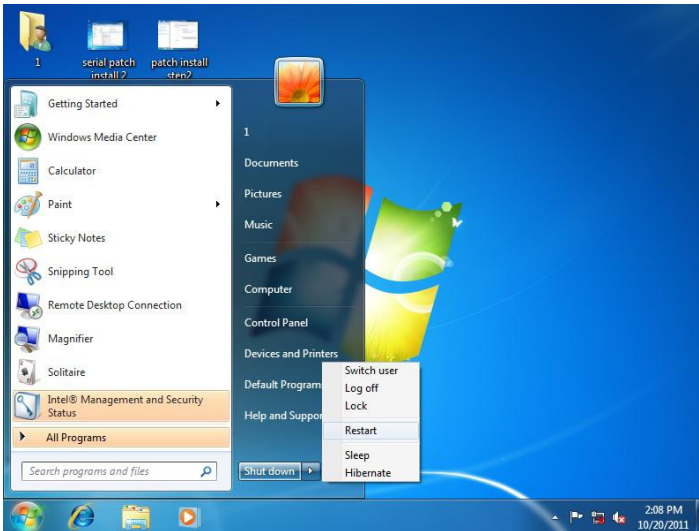 1
serial patch
install 2
patch install
step2
Getting Started
Windows Media Center
Calculator
Paint
Sticky Notes
Snipping Tool
Remote Desktop Connection
Magnifier
Solitaire
Intel® Management and Security
Status
All Programs
Search programs and files
1
Documents
Pictures
Music
Games
Computer
Control Panel
Devices and Printers
Default Program
Help and Suppor
Shut down
Switch user
Log off
Lock
Restart
Sleep
Hibernate
2:08 PM
10/20/2011